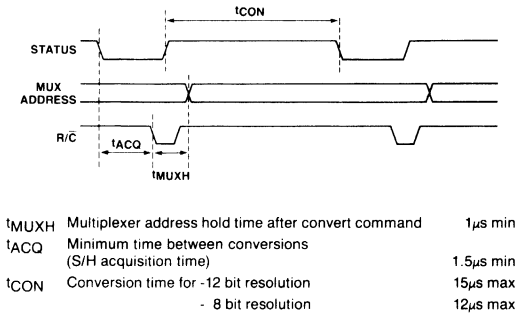 tCON
STATUS
MUX
ADDRESS
R/C̅
tACQ
tMUXH
tMUXH Multiplexer address hold time after convert command 1µs min
tACQ Minimum time between conversions
(S/H acquisition time) 1.5µs min
tCON Conversion time for -12 bit resolution 15µs max
- 8 bit resolution 12µs max